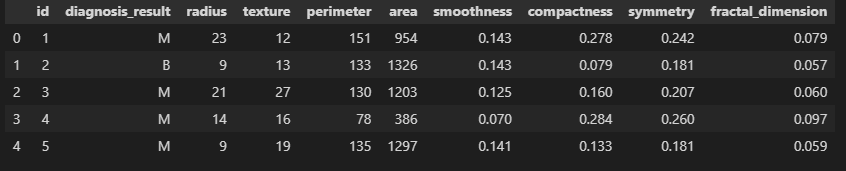 id diagnosis_result radius texture perimeter area smoothness compactness symmetry fractal_dimension
0 1 M 23 12 151 954 0.143 0.278 0.242 0.079
1 2 B 9 13 133 1326 0.143 0.079 0.181 0.057
2 3 M 21 27 130 1203 0.125 0.160 0.207 0.060
3 4 M 14 16 78 386 0.070 0.284 0.260 0.097
4 5 M 9 19 135 1297 0.141 0.133 0.181 0.059